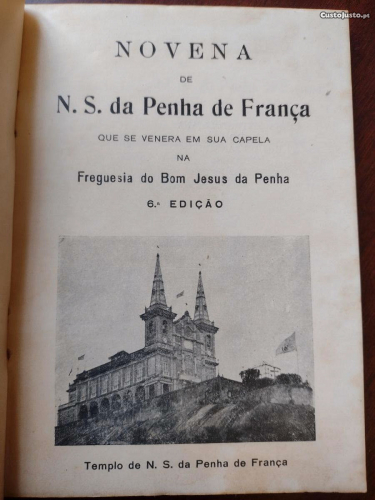 CustoJusto.pt
NOVENA
DE
N. S. da Penha de França
QUE SE VENERA EM SUA CAPELA
NA
Freguesia do Bom Jesus da Penha
6.ª EDIÇÃO
Templo de N. S. da Penha de França